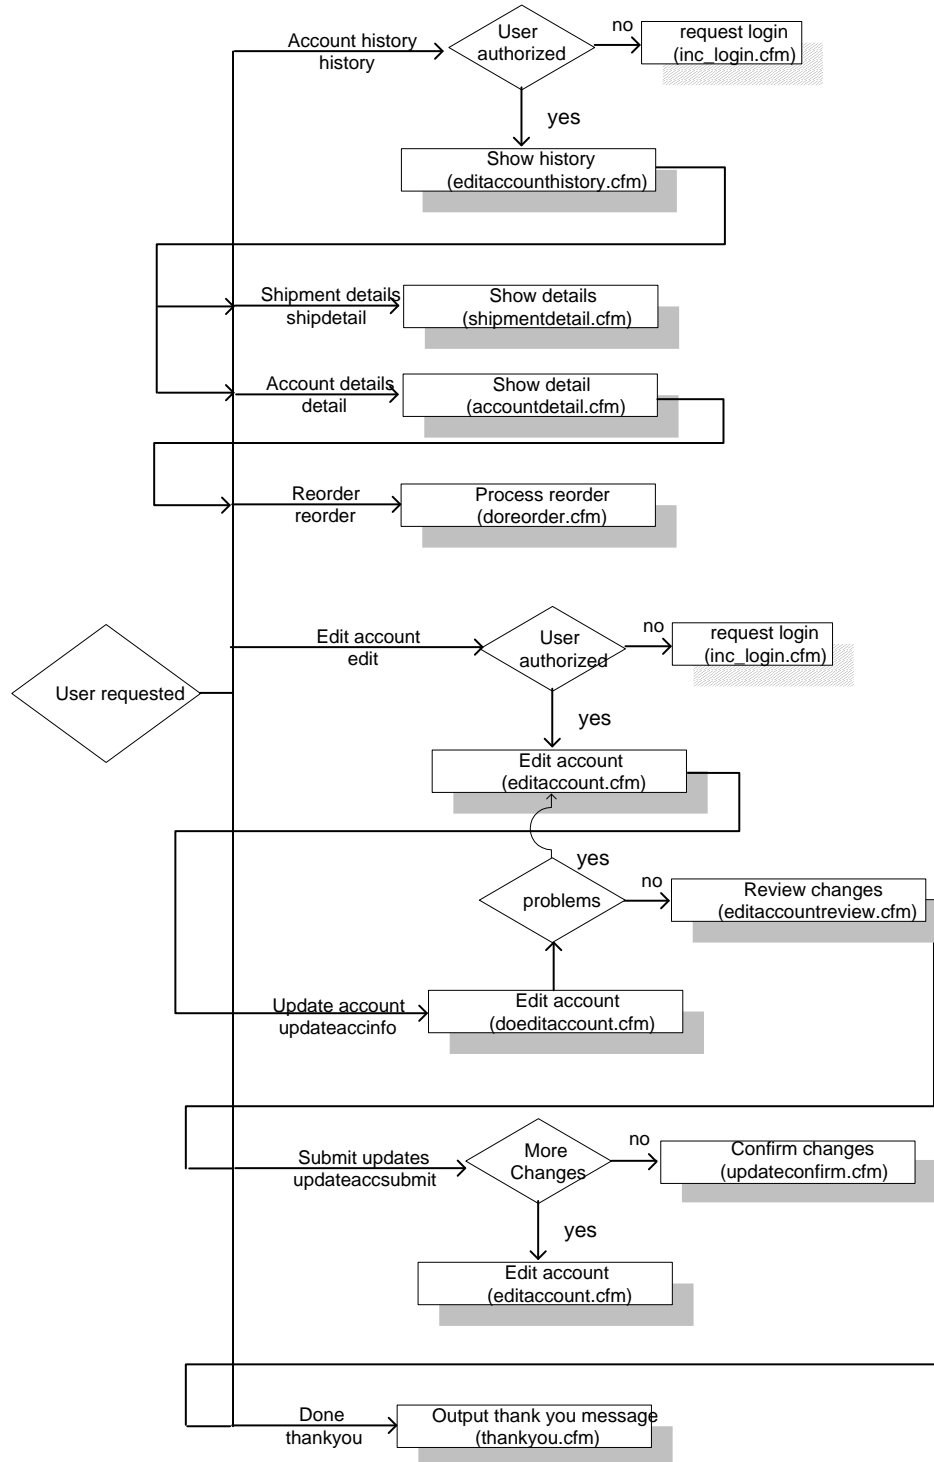 Account history
history
User
authorized
no
request login
(inc_login.cfm)
yes
Show history
(editaccounthistory.cfm)
Shipment details
shipdetail
Show details
(shipmentdetail.cfm)
Account details
detail
Show detail
(accountdetail.cfm)
Reorder
reorder
Process reorder
(doreorder.cfm)
User requested
Edit account
edit
User
authorized
no
request login
(inc_login.cfm)
yes
Edit account
(editaccount.cfm)
yes
problems
no
Review changes
(editaccountreview.cfm)
Update account
updateaccinfo
Edit account
(doeditaccount.cfm)
Submit updates
updateaccsubmit
More
Changes
no
Confirm changes
(updateconfirm.cfm)
yes
Edit account
(editaccount.cfm)
Done
thankyou
Output thank you message
(thankyou.cfm)